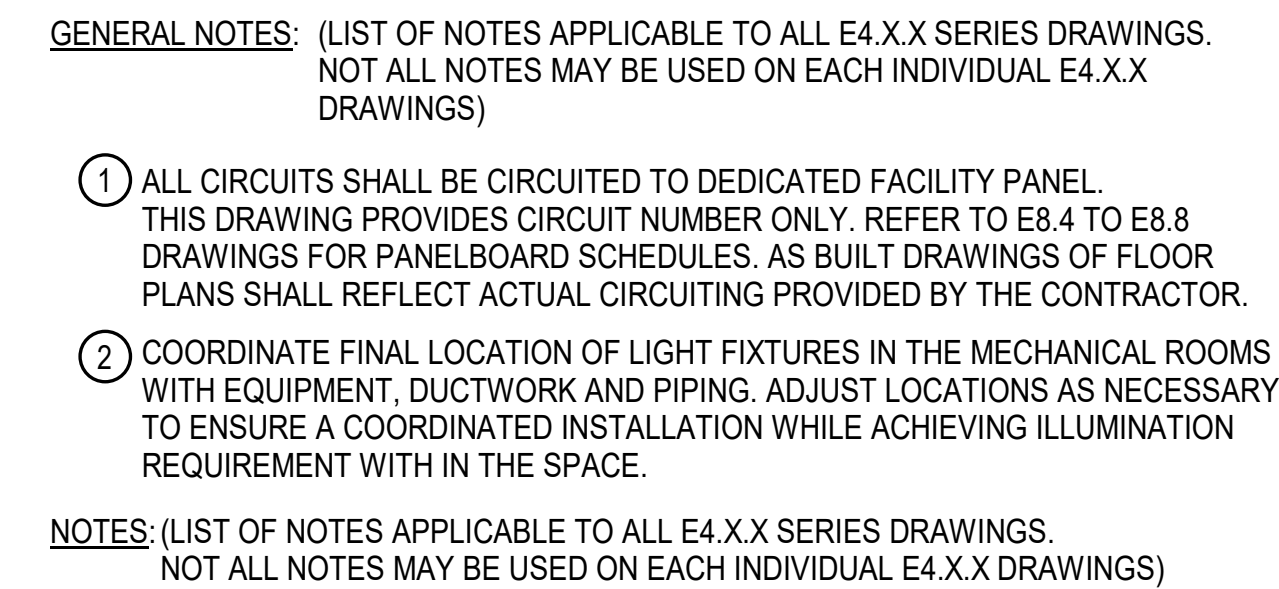 GENERAL NOTES: (LIST OF NOTES APPLICABLE TO ALL E4.X.X SERIES DRAWINGS.
NOT ALL NOTES MAY BE USED ON EACH INDIVIDUAL E4.X.X
DRAWINGS)
1 ALL CIRCUITS SHALL BE CIRCUITED TO DEDICATED FACILITY PANEL.
THIS DRAWING PROVIDES CIRCUIT NUMBER ONLY. REFER TO E8.4 TO E8.8
DRAWINGS FOR PANELBOARD SCHEDULES. AS BUILT DRAWINGS OF FLOOR
PLANS SHALL REFLECT ACTUAL CIRCUITING PROVIDED BY THE CONTRACTOR.
2 COORDINATE FINAL LOCATION OF LIGHT FIXTURES IN THE MECHANICAL ROOMS
WITH EQUIPMENT, DUCTWORK AND PIPING. ADJUST LOCATIONS AS NECESSARY
TO ENSURE A COORDINATED INSTALLATION WHILE ACHIEVING ILLUMINATION
REQUIREMENT WITH IN THE SPACE.
NOTES: (LIST OF NOTES APPLICABLE TO ALL E4.X.X SERIES DRAWINGS.
NOT ALL NOTES MAY BE USED ON EACH INDIVIDUAL E4.X.X DRAWINGS)